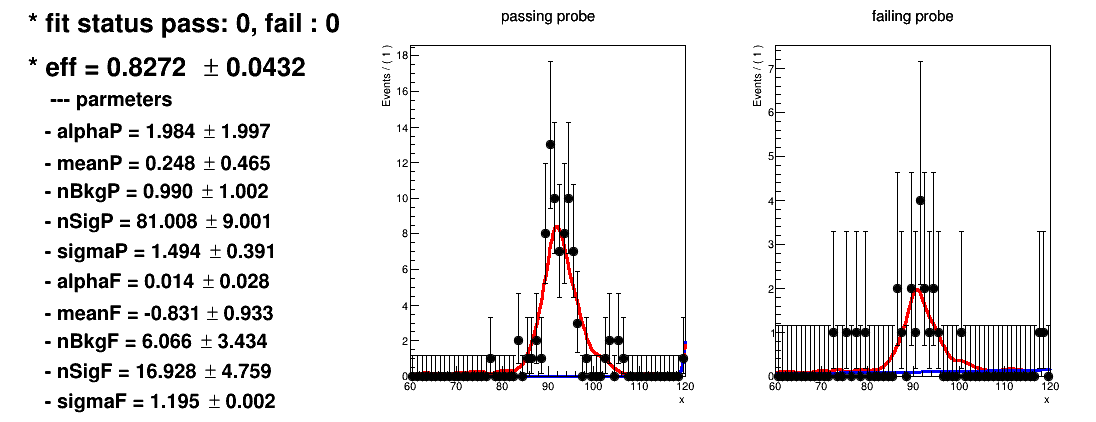 * fit status pass: 0, fail : 0
* eff = 0.8272 ± 0.0432
--- parmeters
- alphaP = 1.984 ± 1.997
- meanP = 0.248 ± 0.465
- nBkgP = 0.990 ± 1.002
- nSigP = 81.008 ± 9.001
- sigmaP = 1.494 ± 0.391
- alphaF = 0.014 ± 0.028
- meanF = -0.831 ± 0.933
- nBkgF = 6.066 ± 3.434
- nSigF = 16.928 ± 4.759
- sigmaF = 1.195 ± 0.002
passing probe
Events / ( 1 )
18
16
14
12
10
8
6
4
2
0
60 70 80 90 100 110 120
x
failing probe
Events / ( 1 )
7
6
5
4
3
2
1
0
60 70 80 90 100 110 120
x